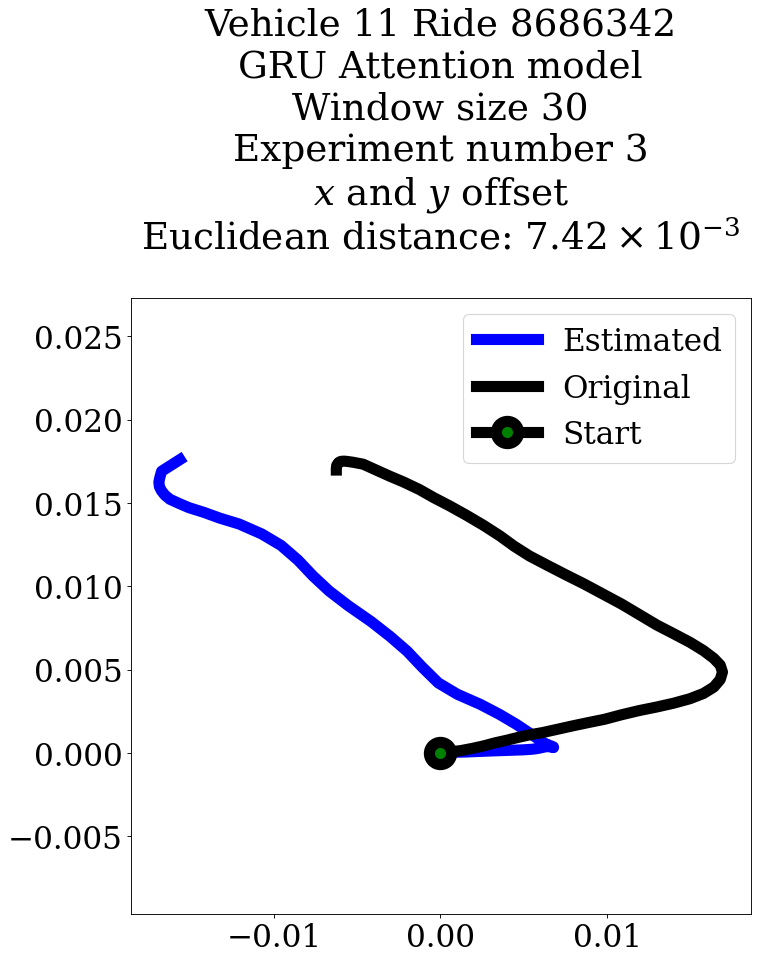 Vehicle 11 Ride 8686342
GRU Attention model
Window size 30
Experiment number 3
x and y offset
Euclidean distance: 7.42 × 10⁻³
Estimated
Original
Start
0.025
0.020
0.015
0.010
0.005
0.000
−0.005
−0.01
0.00
0.01